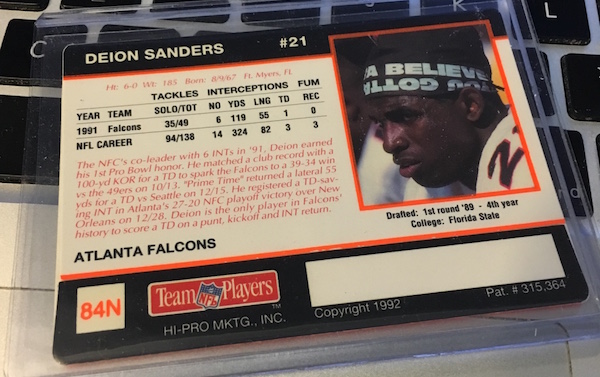 DEION SANDERS #21
Ht: 6-0 Wt: 185 Born: 8/9/67 Ft. Myers, FL
TACKLES INTERCEPTIONS FUM
YEAR TEAM SOLO/TOT NO YDS LNG TD REC
1991 Falcons 35/49 6 119 55 1 0
NFL CAREER 94/138 14 324 82 3 3
The NFC's co-leader with 6 INTs in '91, Deion earned
his 1st Pro Bowl honor. He matched a club record with a
100-yd KOR for a TD to spark the Falcons to a 39-34 win
vs the 49ers on 10/13. "Prime Time" returned a lateral 55
yds for a TD vs Seattle on 12/15. He registered a TD-sav-
ing INT in Atlanta's 27-20 NFC playoff victory over New
Orleans on 12/28. Deion is the only player in Falcons'
history to score a TD on a punt, kickoff and INT return.
A BELIEVE
GOTTA
2
Drafted: 1st round '89 - 4th year
College: Florida State
ATLANTA FALCONS
84N
Team NFL Players
TM
HI-PRO MKTG., INC.
Copyright 1992
Pat. # 315,364
C
L